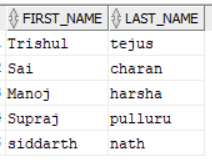 FIRST_NAME LAST_NAME
Trishul tejus
Sai charan
Manoj harsha
Supraj pulluru
siddarth nath